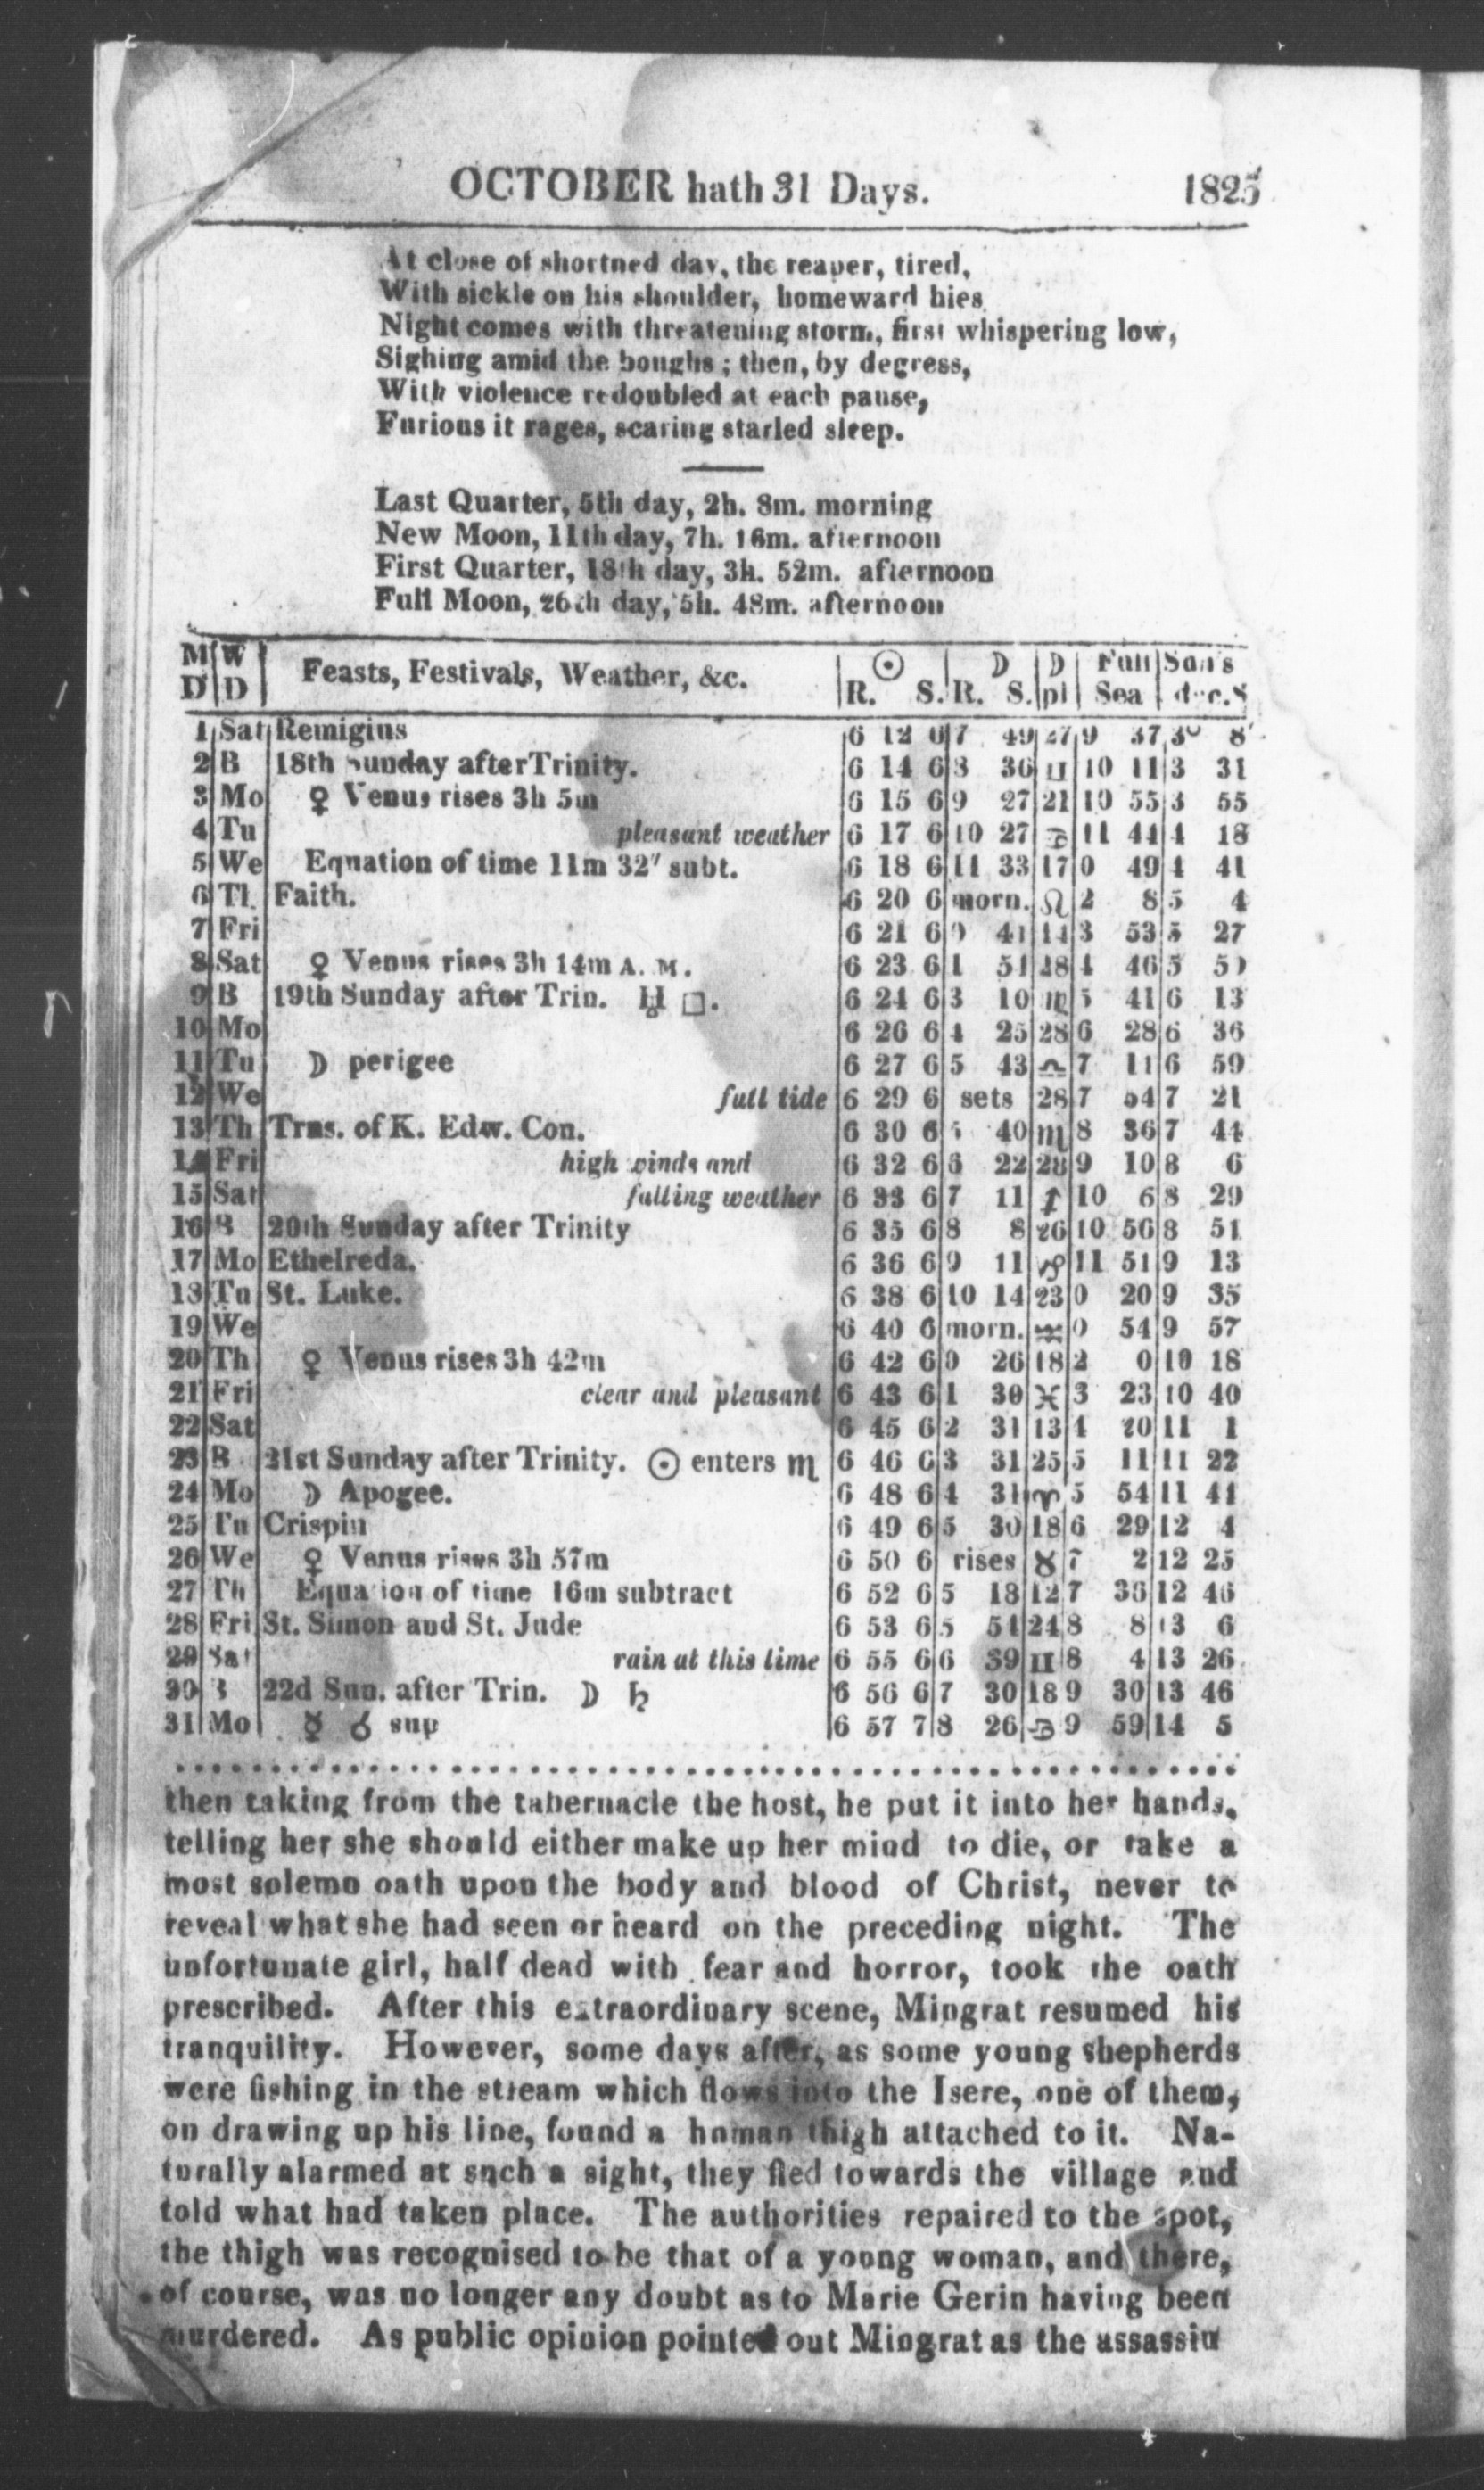 OCTOBER hath 31 Days. 1825
At close of shortned day, the reaper, tired,
With sickle on his shoulder, homeward hies
Night comes with threatening storm, first whispering low,
Sighing amid the boughs; then, by degress,
With violence redoubled at each pause,
Furious it rages, scaring starled sleep.
Last Quarter, 5th day, 2h. 8m. morning
New Moon, 11th day, 7h. 16m. afternoon
First Quarter, 18th day, 3h. 52m. afternoon
Full Moon, 26th day, 5h. 48m. afternoon
M D W D Feasts, Festivals, Weather, &c. ☉ R. S. ☽ R. S. ☽ pl Full Sea Sun's dec. S
1 Sat Remigius 6 12 6 7 49 27 9 37 3 8
2 B 18th Sunday after Trinity. 6 14 6 8 36 ♊ 10 11 3 31
3 Mo ♀ Venus rises 3h 5m 6 15 6 9 27 21 10 55 3 55
4 Tu pleasant weather 6 17 6 10 27 ♋ 11 44 4 18
5 We Equation of time 11m 32" subt. 6 18 6 11 33 17 0 49 4 41
6 Th Faith. 6 20 6 morn. ♌ 2 8 5 4
7 Fri 6 21 6 0 41 14 3 53 5 27
8 Sat ♀ Venus rises 3h 14m A. M. 6 23 6 1 51 28 4 46 5 50
9 B 19th Sunday after Trin. ♅ □. 6 24 6 3 10 ♍ 5 41 6 13
10 Mo 6 26 6 4 25 28 6 28 6 36
11 Tu ☽ perigee 6 27 6 5 43 ♎ 7 11 6 59
12 We full tide 6 29 6 sets 28 7 54 7 21
13 Th Trns. of K. Edw. Con. 6 30 6 5 40 ♏ 8 36 7 44
14 Fri high winds and 6 32 6 6 22 28 9 10 8 6
15 Sat falling weather 6 33 6 7 11 ♐ 10 6 8 29
16 B 20th Sunday after Trinity 6 35 6 8 8 26 10 56 8 51
17 Mo Ethelreda. 6 36 6 9 11 ♑ 11 51 9 13
18 Tu St. Luke. 6 38 6 10 14 23 0 20 9 35
19 We 6 40 6 morn. ♒ 0 54 9 57
20 Th ♀ Venus rises 3h 42m 6 42 6 0 26 18 2 0 10 18
21 Fri clear and pleasant 6 43 6 1 30 ♓ 3 23 10 40
22 Sat 6 45 6 2 31 13 4 20 11 1
23 B 21st Sunday after Trinity. ☉ enters ♏ 6 46 6 3 31 25 5 11 11 22
24 Mo ☽ Apogee. 6 48 6 4 31 ♈ 5 54 11 41
25 Tu Crispin 6 49 6 5 30 18 6 29 12 4
26 We ♀ Venus rises 3h 57m 6 50 6 rises ♉ 7 2 12 25
27 Th Equation of time 16m subtract 6 52 6 5 18 12 7 36 12 46
28 Fri St. Simon and St. Jude 6 53 6 5 54 24 8 8 13 6
29 Sat rain at this time 6 55 6 6 39 ♊ 8 4 13 26
30 B 22d Sun. after Trin. ☽ ♄ 6 56 6 7 30 18 9 30 13 46
31 Mo ☿ ☌ sup 6 57 7 8 26 ♋ 9 59 14 5
then taking from the tabernacle the host, he put it into her hands,
telling her she should either make up her mind to die, or take a
most solemn oath upon the body and blood of Christ, never to
reveal what she had seen or heard on the preceding night. The
unfortunate girl, half dead with fear and horror, took the oath
prescribed. After this extraordinary scene, Mingrat resumed his
tranquility. However, some days after, as some young shepherds
were fishing in the stream which flows into the Isere, one of them,
on drawing up his line, found a human thigh attached to it. Na-
turally alarmed at such a sight, they fled towards the village and
told what had taken place. The authorities repaired to the spot,
the thigh was recognised to be that of a young woman, and there,
of course, was no longer any doubt as to Marie Gerin having been
murdered. As public opinion pointed out Mingrat as the assassin